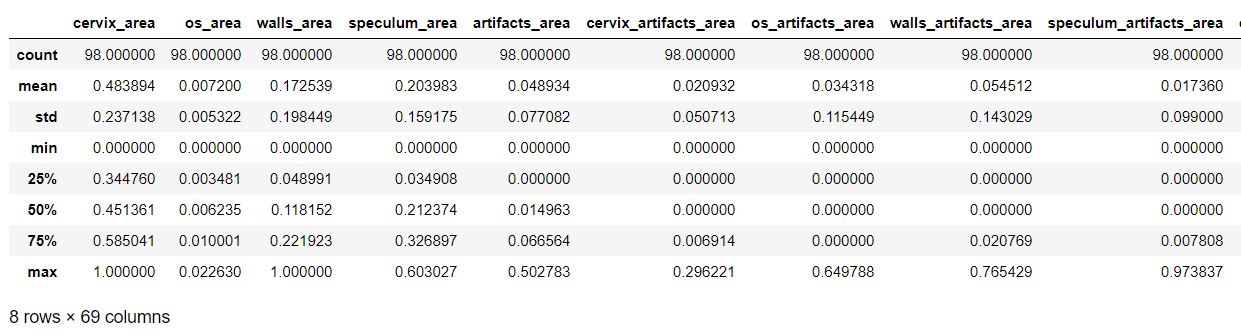 cervix_area os_area walls_area speculum_area artifacts_area cervix_artifacts_area os_artifacts_area walls_artifacts_area speculum_artifacts_area
count 98.000000 98.000000 98.000000 98.000000 98.000000 98.000000 98.000000 98.000000 98.000000
mean 0.483894 0.007200 0.172539 0.203983 0.048934 0.020932 0.034318 0.054512 0.017360
std 0.237138 0.005322 0.198449 0.159175 0.077082 0.050713 0.115449 0.143029 0.099000
min 0.000000 0.000000 0.000000 0.000000 0.000000 0.000000 0.000000 0.000000 0.000000
25% 0.344760 0.003481 0.048991 0.034908 0.000000 0.000000 0.000000 0.000000 0.000000
50% 0.451361 0.006235 0.118152 0.212374 0.014963 0.000000 0.000000 0.000000 0.000000
75% 0.585041 0.010001 0.221923 0.326897 0.066564 0.006914 0.000000 0.020769 0.007808
max 1.000000 0.022630 1.000000 0.603027 0.502783 0.296221 0.649788 0.765429 0.973837
8 rows × 69 columns